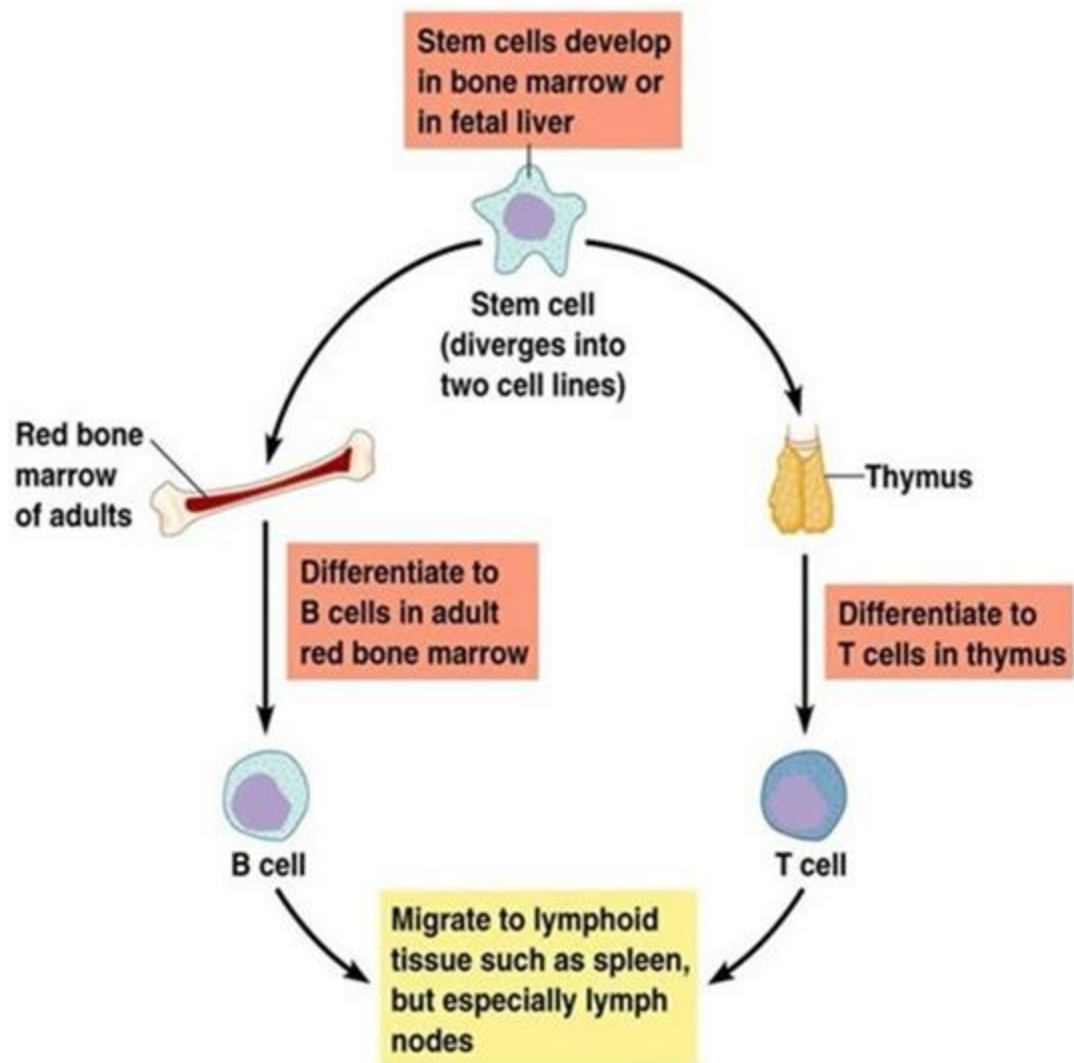 Stem cells develop
in bone marrow or
in fetal liver
Stem cell
(diverges into
two cell lines)
Red bone
marrow
of adults
Thymus
Differentiate to
B cells in adult
red bone marrow
Differentiate to
T cells in thymus
B cell
T cell
Migrate to lymphoid
tissue such as spleen,
but especially lymph
nodes